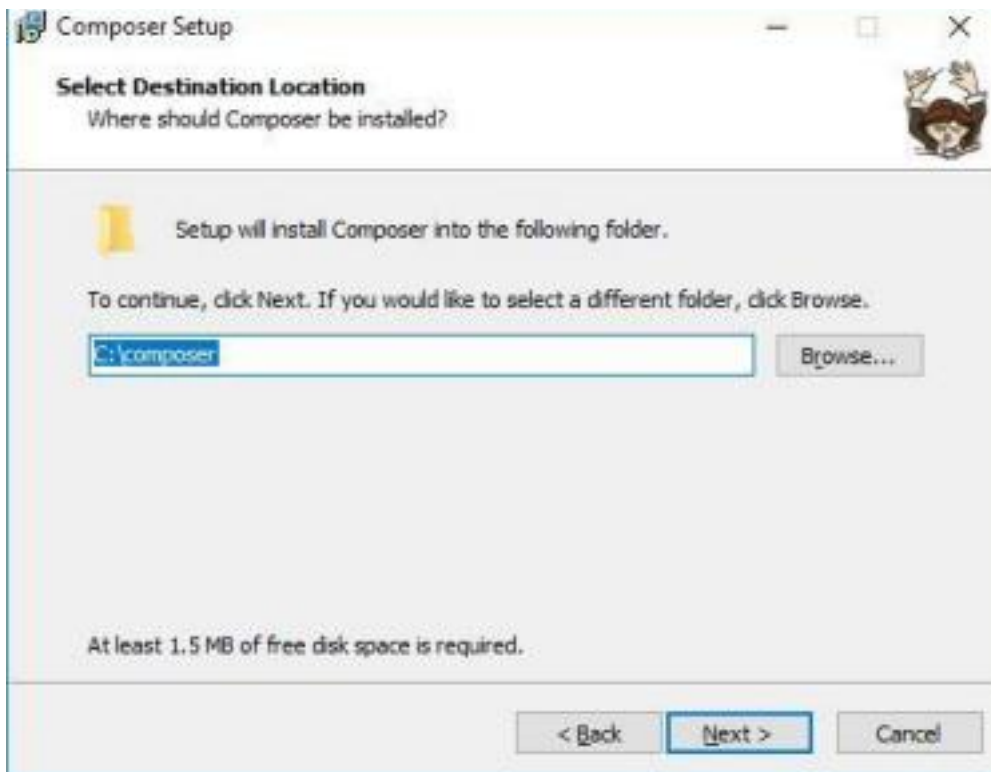 Composer Setup
Select Destination Location
Where should Composer be installed?
Setup will install Composer into the following folder.
To continue, click Next. If you would like to select a different folder, click Browse.
C:\composer
Browse...
At least 1.5 MB of free disk space is required.
< Back
Next >
Cancel